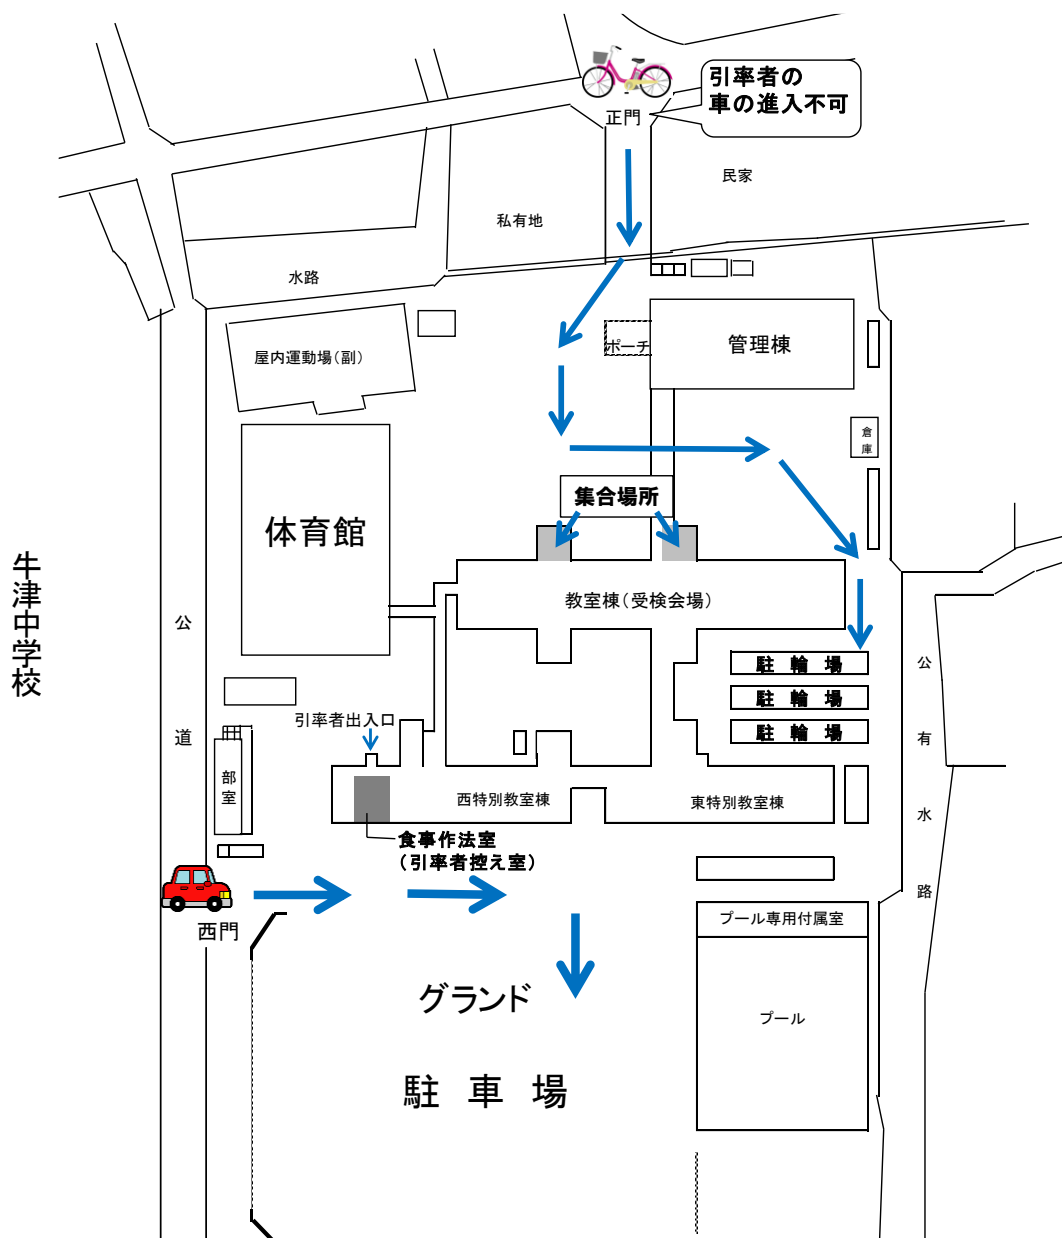 引率者の
車の進入不可
正門
民家
私有地
水路
ポーチ
管理棟
屋内運動場（副）
倉庫
集合場所
体育館
牛津中学校
教室棟（受検会場）
公道
公有水路
駐　輪　場
駐　輪　場
駐　輪　場
引率者出入口
部室
西特別教室棟
東特別教室棟
食事作法室
（引率者控え室）
西門
プール専用付属室
グランド
プール
駐　車　場